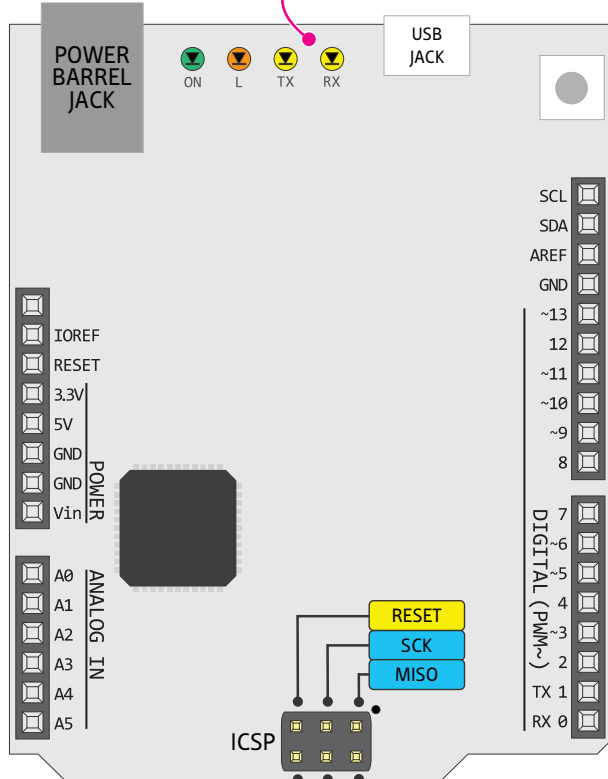 POWER
BARREL
JACK
ON
L
TX
RX
USB
JACK
SCL
SDA
AREF
GND
~13
12
~11
~10
~9
8
IOREF
RESET
3.3V
5V
GND
GND
Vin
POWER
7
~6
~5
4
~3
2
TX 1
RX 0
DIGITAL (PWM~)
A0
A1
A2
A3
A4
A5
ANALOG IN
RESET
SCK
MISO
ICSP